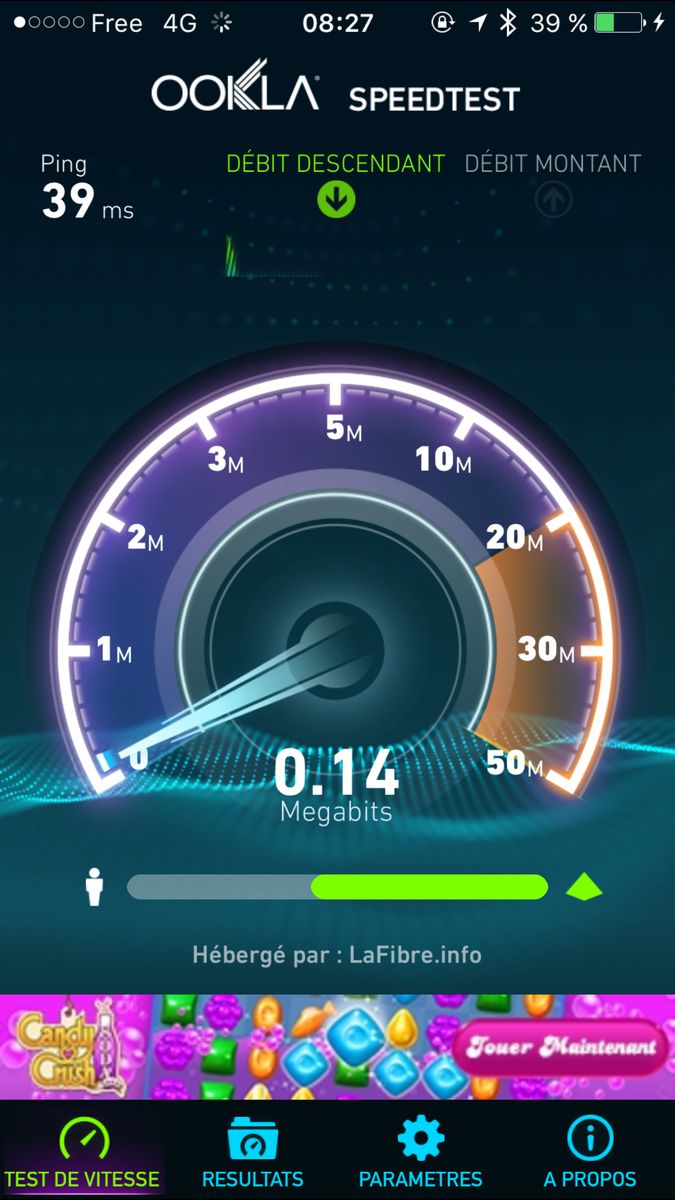 Free 4G 08:27 39 %
OOKLA SPEEDTEST
Ping DÉBIT DESCENDANT DÉBIT MONTANT
39 ms
5M
3M 10M
2M 20M
1M 30M
0 50M
0.14
Megabits
Hébergé par : LaFibre.info
Candy
Crush
SODA
Jouer Maintenant
TEST DE VITESSE RESULTATS PARAMETRES A PROPOS